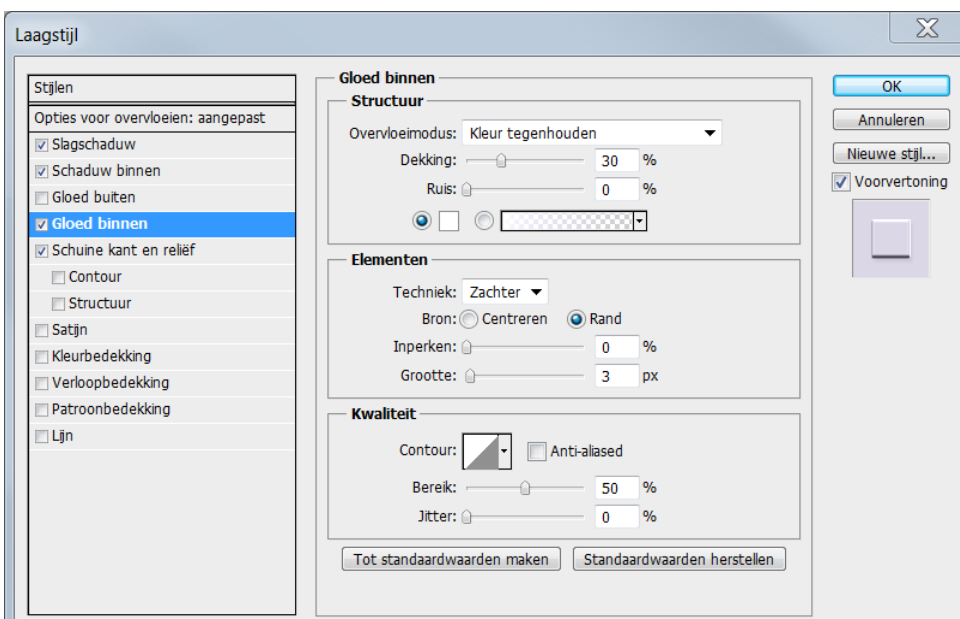 Laagstijl
Stijlen
Opties voor overvloeien: aangepast
Slagschaduw
Schaduw binnen
Gloed buiten
Gloed binnen
Schuine kant en reliëf
Contour
Structuur
Satijn
Kleurbedekking
Verloopbedekking
Patroonbedekking
Lijn
Gloed binnen
Structuur
Overvloeimodus: Kleur tegenhouden
Dekking: 30 %
Ruis: 0 %
Elementen
Techniek: Zachter
Bron: Centreren Rand
Inperken: 0 %
Grootte: 3 px
Kwaliteit
Contour: Anti-aliased
Bereik: 50 %
Jitter: 0 %
Tot standaardwaarden maken Standaardwaarden herstellen
OK
Annuleren
Nieuwe stijl...
Voorvertoning